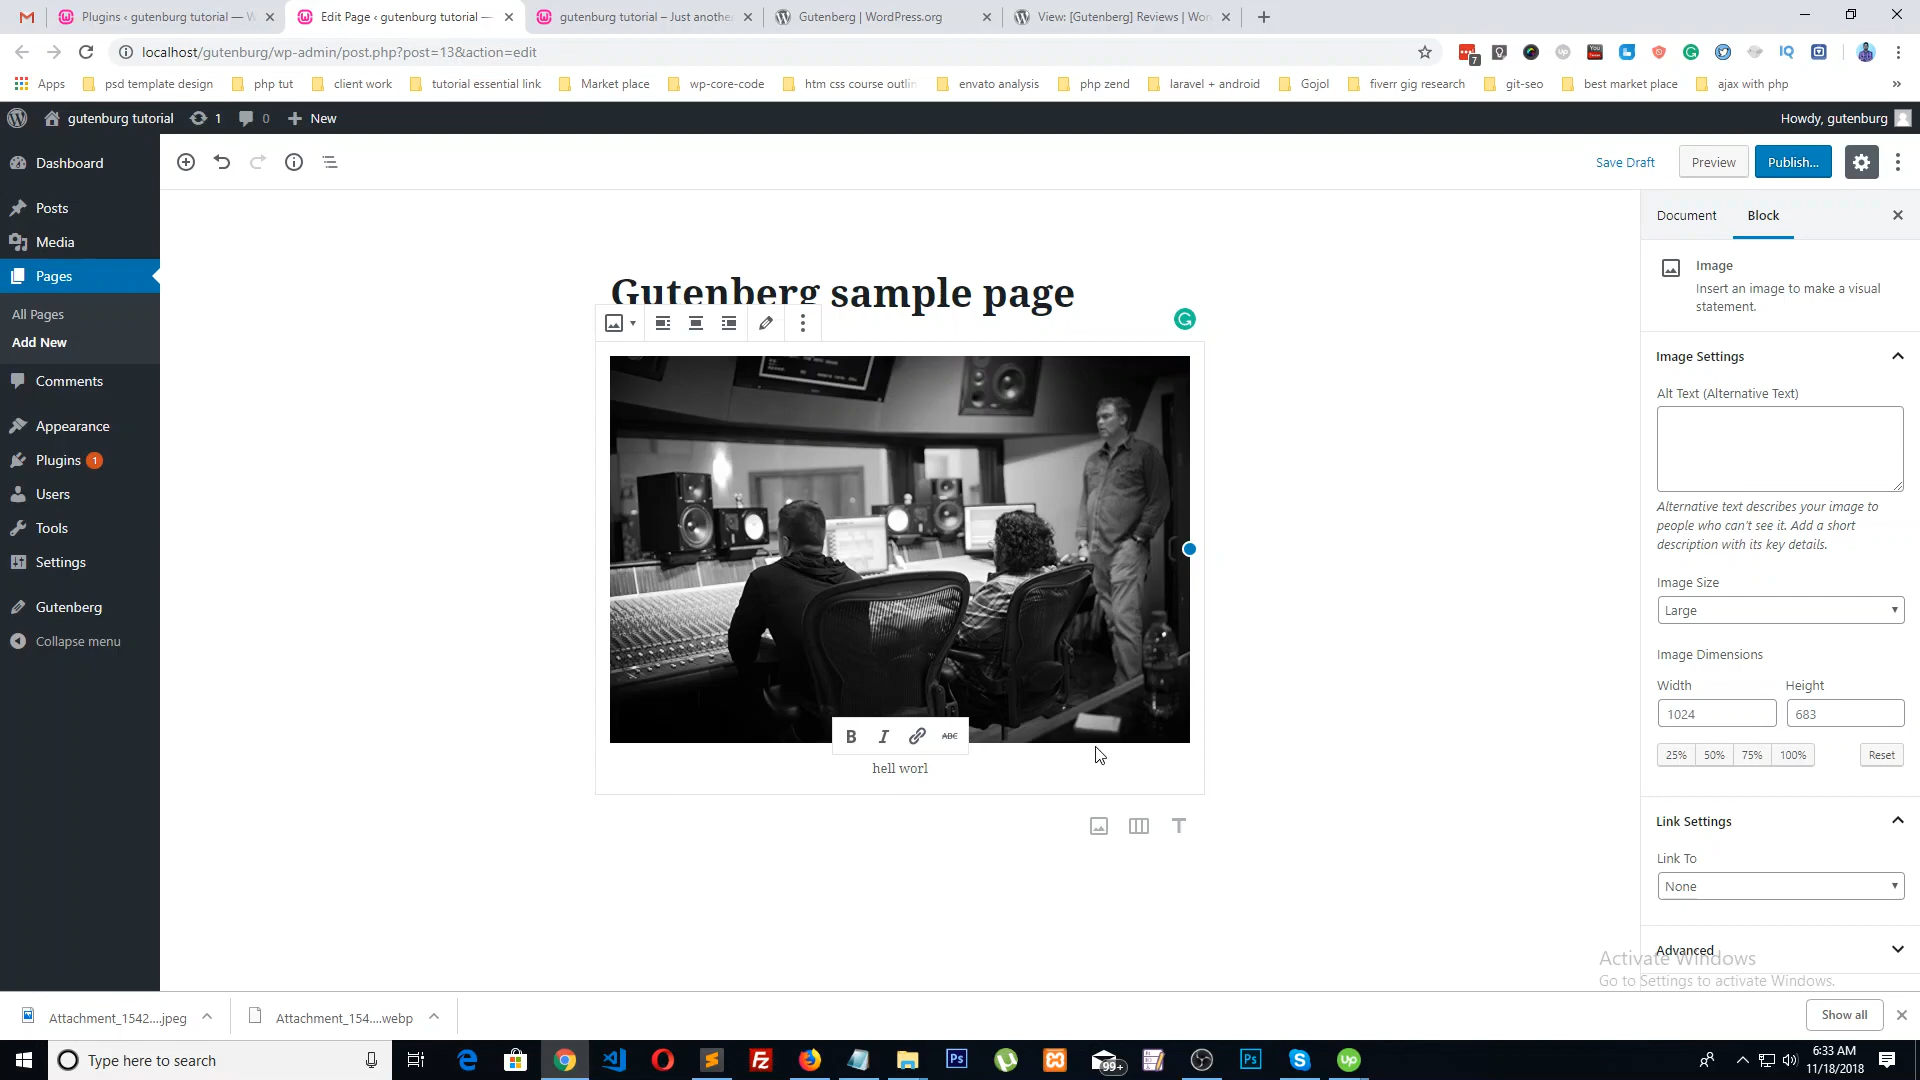 Plugins ‹ gutenburg tutorial — W
Edit Page ‹ gutenburg tutorial —
gutenburg tutorial – Just another
Gutenberg | WordPress.org
View: [Gutenberg] Reviews | Wor
localhost/gutenburg/wp-admin/post.php?post=13&action=edit
7
Apps
psd template design
php tut
client work
tutorial essential link
Market place
wp-core-code
htm css course outlin
envato analysis
php zend
laravel + android
Gojol
fiverr gig research
git-seo
best market place
ajax with php
»
gutenburg tutorial
1
0
New
Howdy, gutenburg
Dashboard
Posts
Media
Pages
All Pages
Add New
Comments
Appearance
Plugins 1
Users
Tools
Settings
Gutenberg
Collapse menu
Save Draft
Preview
Publish...
Gutenberg sample page
B I ABC
hell worl
Document
Block
Image
Insert an image to make a visual
statement.
Image Settings
Alt Text (Alternative Text)
Alternative text describes your image to
people who can't see it. Add a short
description with its key details.
Image Size
Large
Image Dimensions
Width
Height
1024
683
25% 50% 75% 100%
Reset
Link Settings
Link To
None
Advanced
Activate Windows
Go to Settings to activate Windows.
Attachment_1542....jpeg
Attachment_154....webp
Show all
Type here to search
99+
6:33 AM
11/18/2018